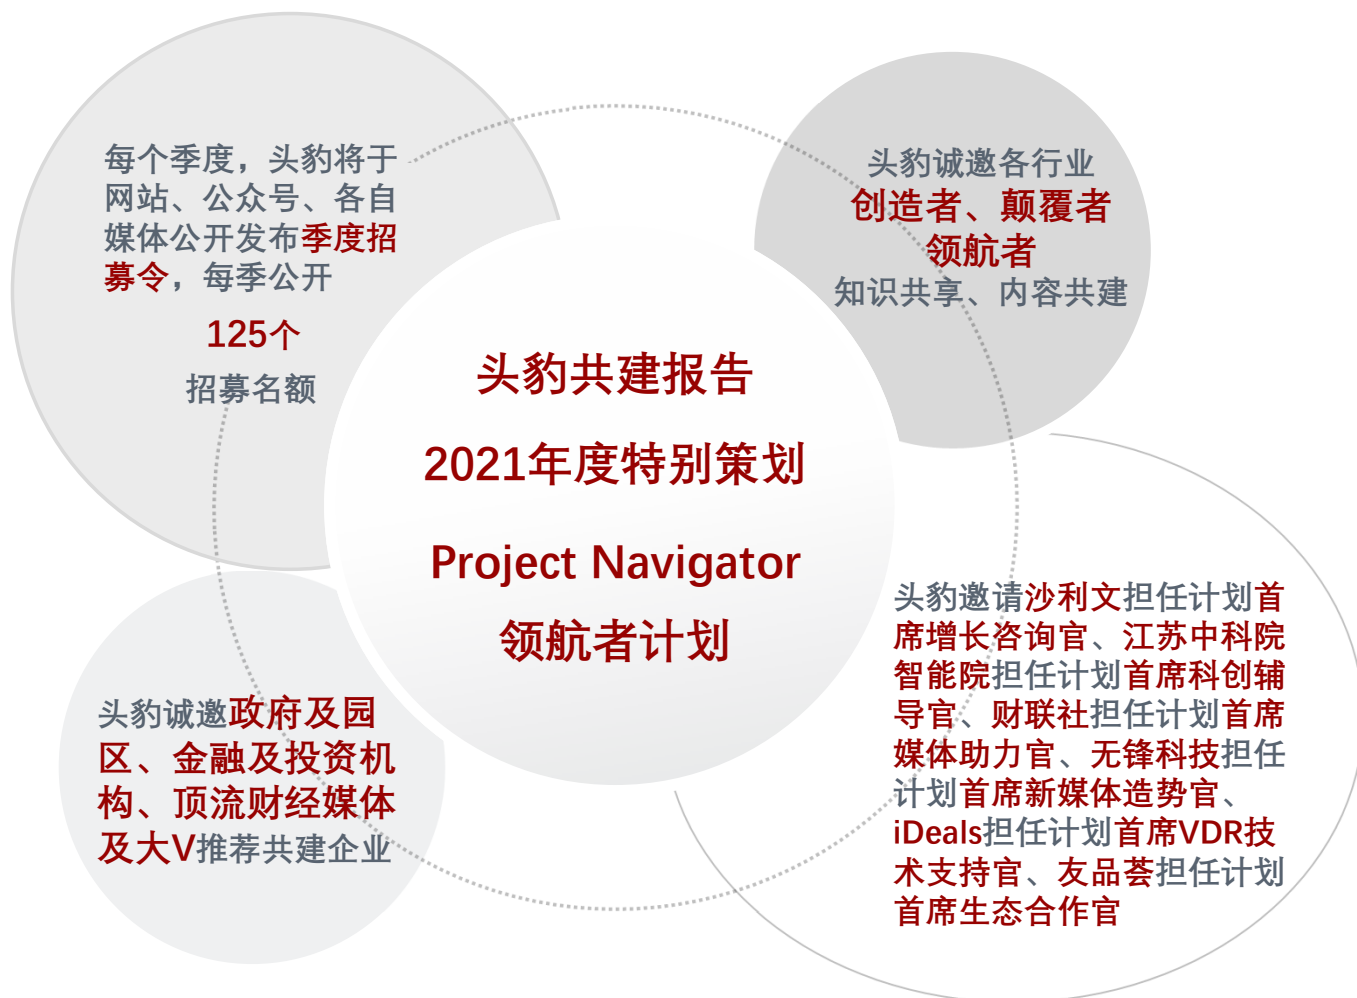 每个季度，头豹将于
网站、公众号、各自
媒体公开发布季度招
募令，每季公开
125个
招募名额
头豹诚邀各行业
创造者、颠覆者
领航者
知识共享、内容共建
头豹共建报告
2021年度特别策划
Project Navigator
领航者计划
头豹诚邀政府及园
区、金融及投资机
构、顶流财经媒体
及大V推荐共建企业
头豹邀请沙利文担任计划首
席增长咨询官、江苏中科院
智能院担任计划首席科创辅
导官、财联社担任计划首席
媒体助力官、无锋科技担任
计划首席新媒体造势官、
iDeals担任计划首席VDR技
术支持官、友品荟担任计划
首席生态合作官